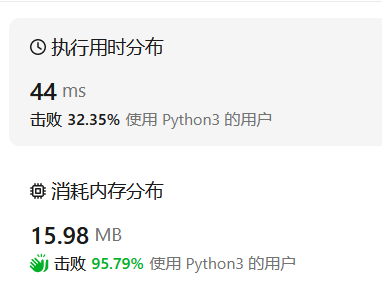 执行用时分布
44 ms
击败 32.35% 使用 Python3 的用户
消耗内存分布
15.98 MB
击败 95.79% 使用 Python3 的用户